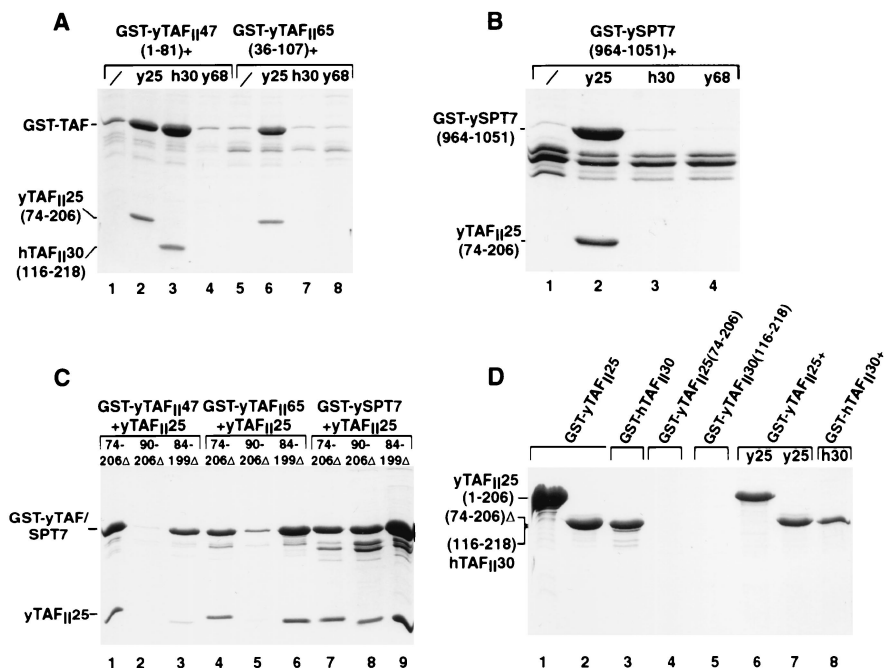 A
GST-yTAFII47
(1-81)+
GST-yTAFII65
(36-107)+
/ y25 h30 y68 / y25 h30 y68
GST-TAF
yTAFII25
(74-206)
hTAFII30
(116-218)
1 2 3 4 5 6 7 8
B
GST-ySPT7
(964-1051)+
/ y25 h30 y68
GST-ySPT7
(964-1051)
yTAFII25
(74-206)
1 2 3 4
C
GST-yTAFII47
+yTAFII25
GST-yTAFII65
+yTAFII25
GST-ySPT7
+yTAFII25
74- 90- 84- 74- 90- 84- 74- 90- 84-
206Δ 206Δ 199Δ 206Δ 206Δ 199Δ 206Δ 206Δ 199Δ
GST-yTAF/
SPT7
yTAFII25
1 2 3 4 5 6 7 8 9
D
GST-yTAFII25
GST-hTAFII30
GST-yTAFII25(74-206)
GST-yTAFII30(116-218)
GST-yTAFII25+
GST-hTAFII30+
y25 y25 h30
yTAFII25
(1-206)
(74-206)Δ
(116-218)
hTAFII30
1 2 3 4 5 6 7 8